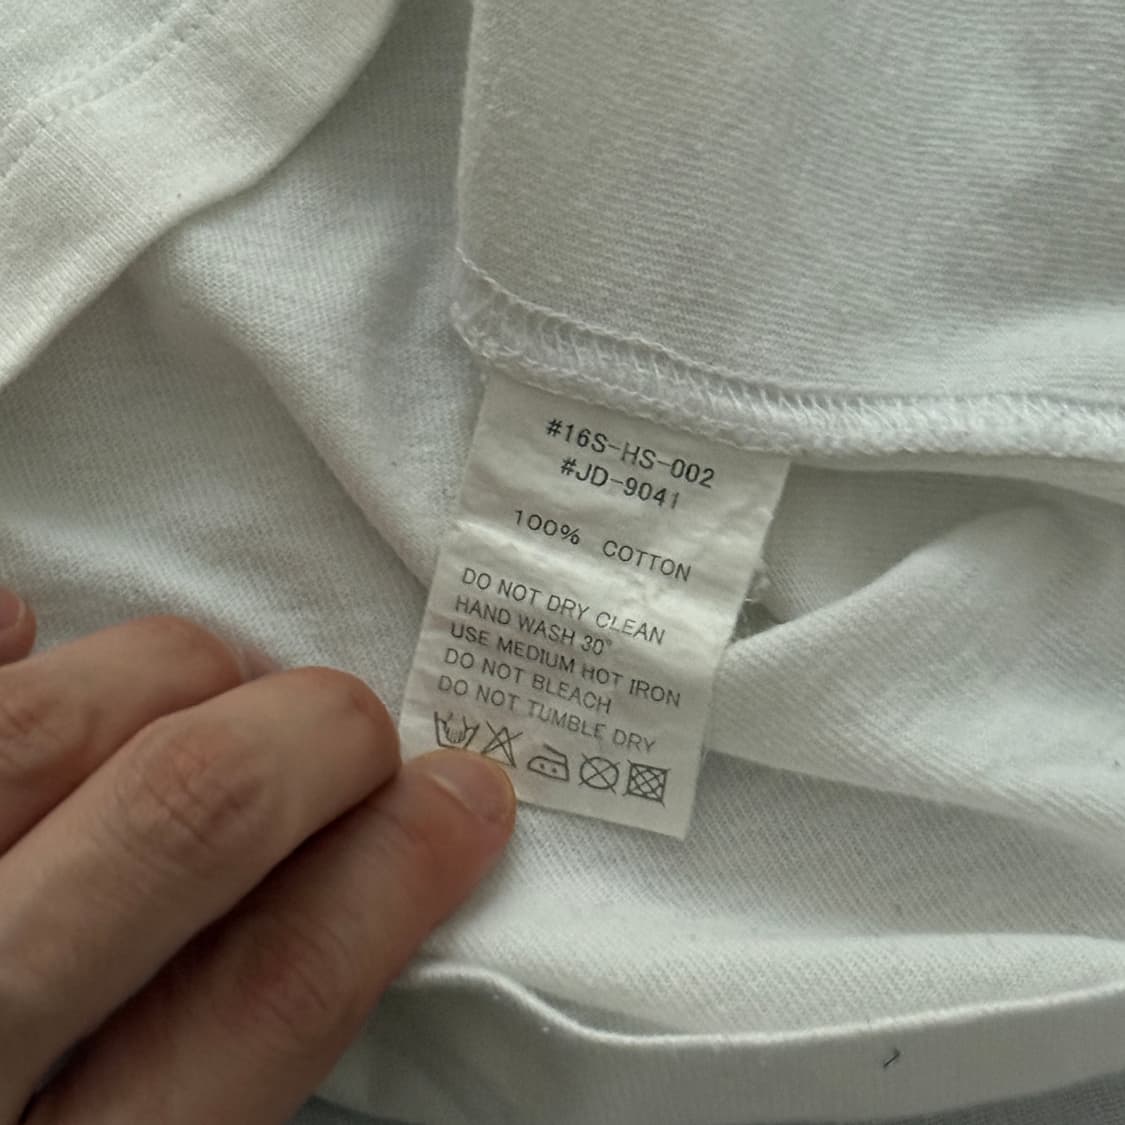 #16S-HS-002
#JD-9041
100% COTTON
DO NOT DRY CLEAN
HAND WASH 30°
USE MEDIUM HOT IRON
DO NOT BLEACH
DO NOT TUMBLE DRY